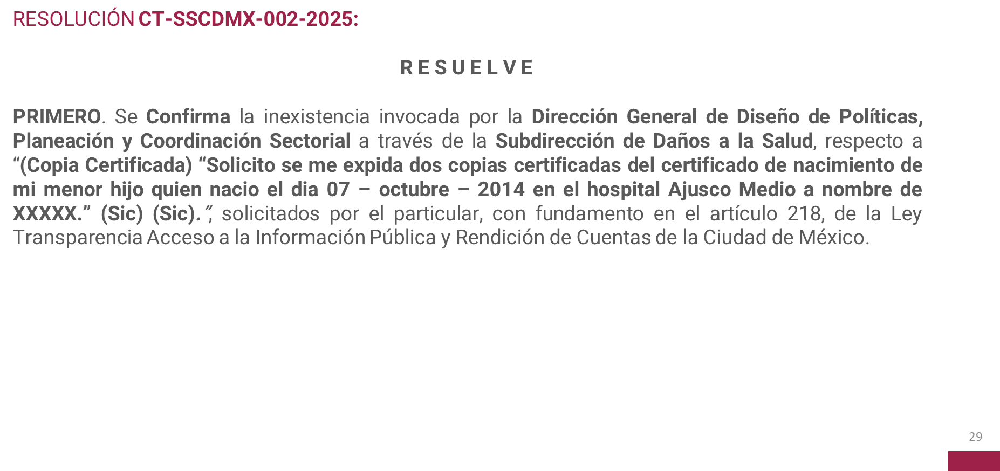 RESOLUCIÓN CT-SSCDMX-002-2025:
R E S U E L V E
PRIMERO. Se Confirma la inexistencia invocada por la Dirección General de Diseño de Políticas,
Planeación y Coordinación Sectorial a través de la Subdirección de Daños a la Salud, respecto a
“(Copia Certificada) “Solicito se me expida dos copias certificadas del certificado de nacimiento de
mi menor hijo quien nacio el dia 07 – octubre – 2014 en el hospital Ajusco Medio a nombre de
XXXXX.” (Sic) (Sic).”, solicitados por el particular, con fundamento en el artículo 218, de la Ley
Transparencia Acceso a la Información Pública y Rendición de Cuentas de la Ciudad de México.
29